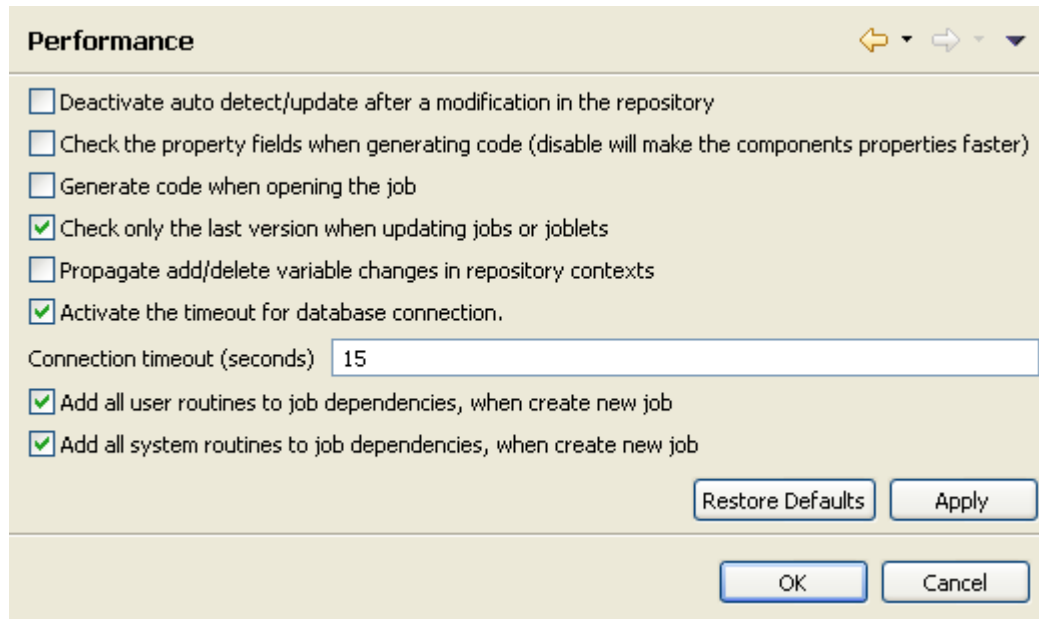 Performance
Deactivate auto detect/update after a modification in the repository
Check the property fields when generating code (disable will make the components properties faster)
Generate code when opening the job
Check only the last version when updating jobs or joblets
Propagate add/delete variable changes in repository contexts
Activate the timeout for database connection.
Connection timeout (seconds) 15
Add all user routines to job dependencies, when create new job
Add all system routines to job dependencies, when create new job
Restore Defaults Apply
OK Cancel